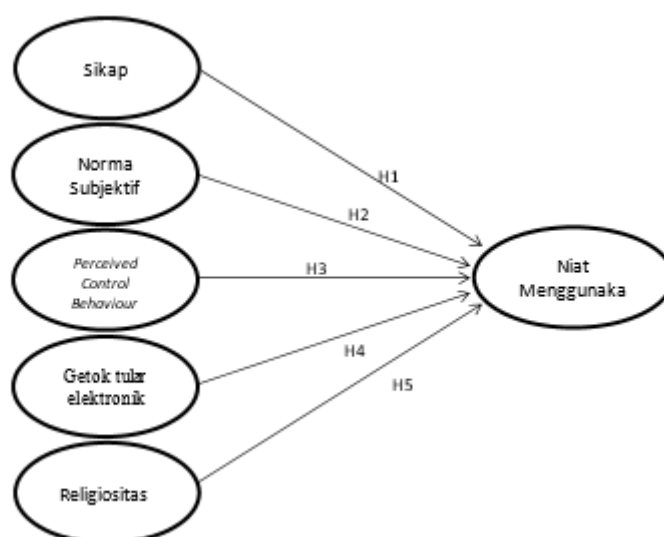 Sikap
H1
Norma
Subjektif
H2
Perceived
Control
Behaviour
H3
Niat
Menggunaka
Getok tular
elektronik
H4
H5
Religiositas